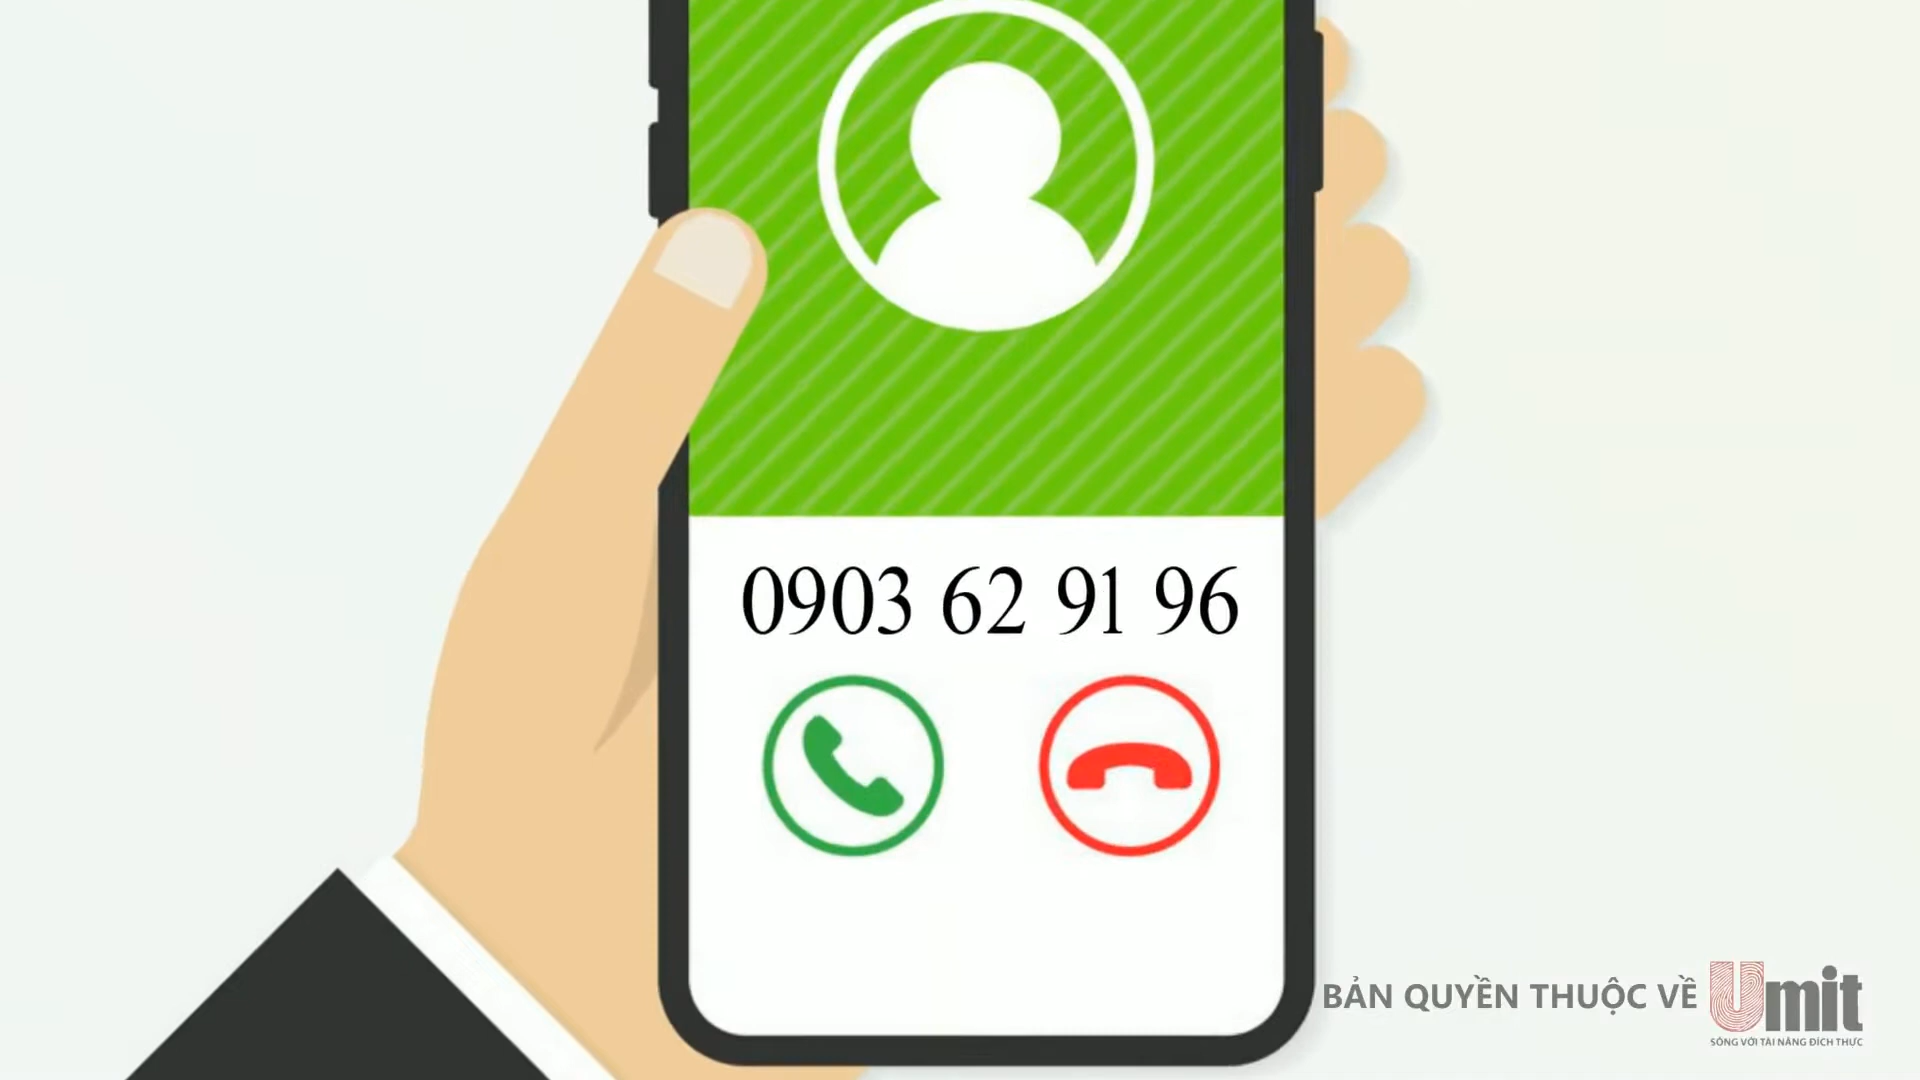 0903 62 91 96
BẢN QUYỀN THUỘC VỀ Umit
SỐNG VỚI TÀI NĂNG ĐÍCH THỰC